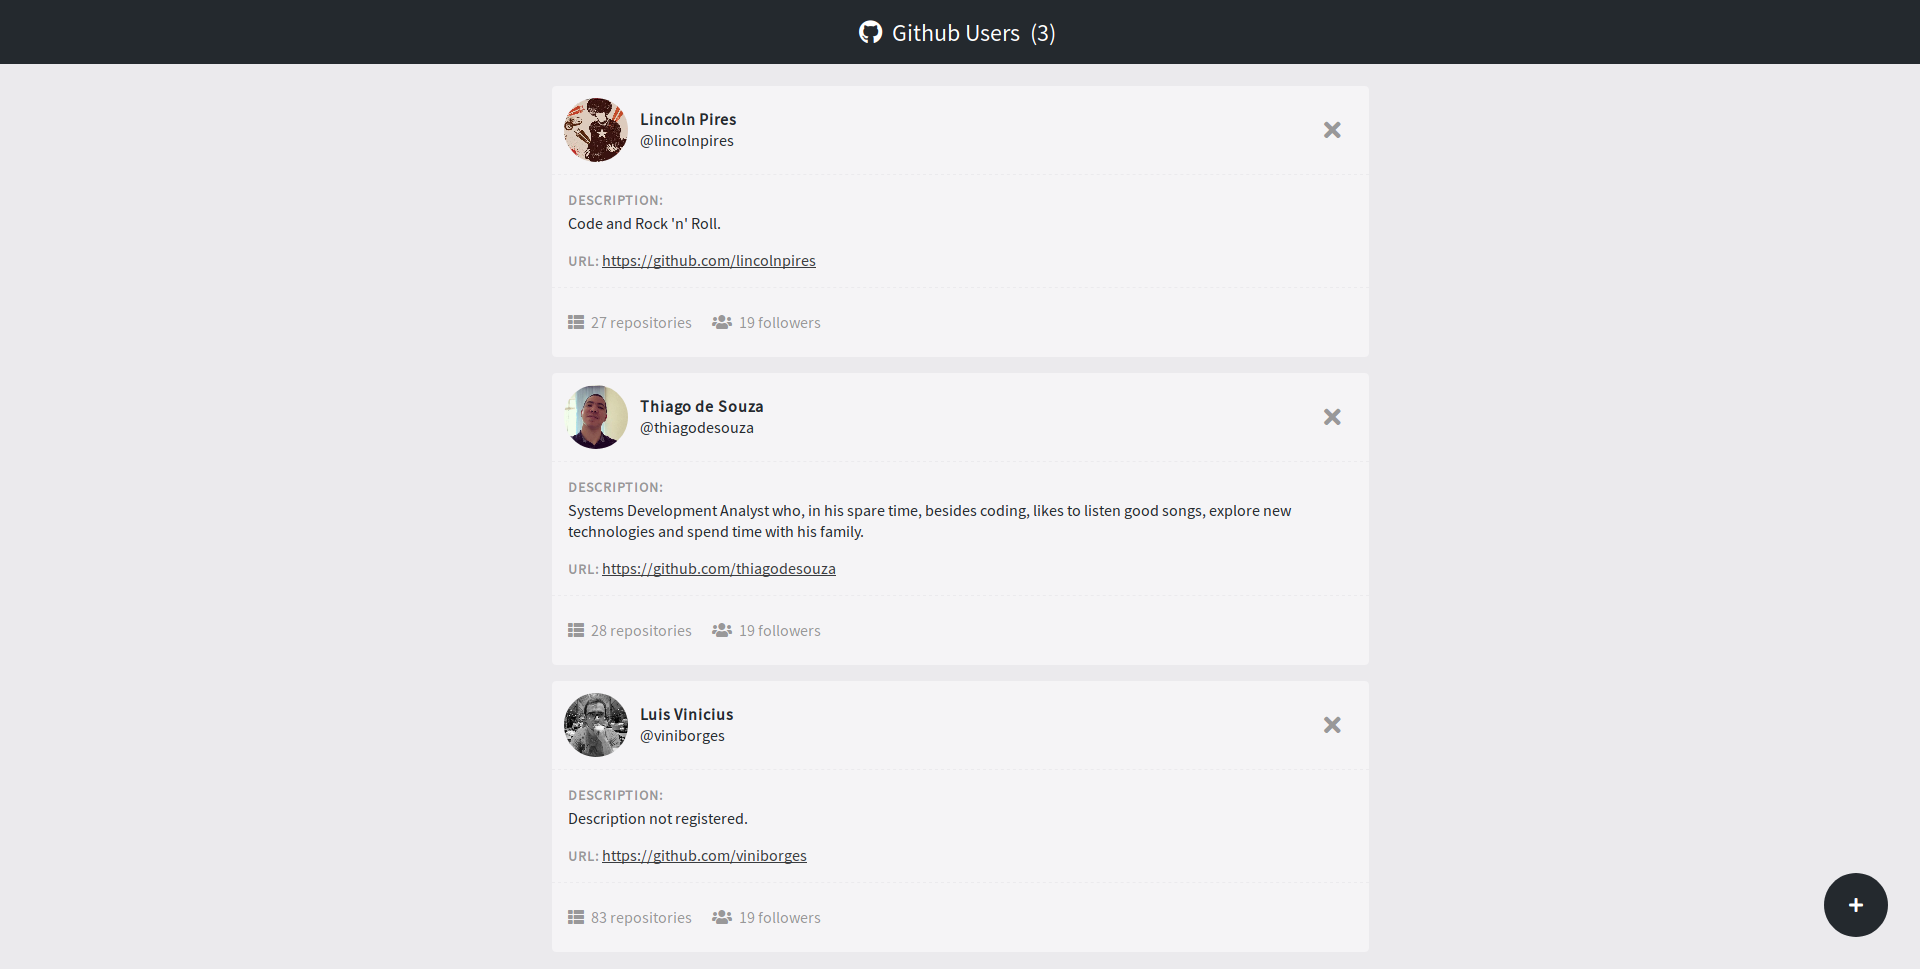 Github Users (3)
Lincoln Pires
@lincolnpires
DESCRIPTION:
Code and Rock 'n' Roll.
URL: https://github.com/lincolnpires
27 repositories 19 followers
Thiago de Souza
@thiagodesouza
DESCRIPTION:
Systems Development Analyst who, in his spare time, besides coding, likes to listen good songs, explore new
technologies and spend time with his family.
URL: https://github.com/thiagodesouza
28 repositories 19 followers
Luis Vinicius
@viniborges
DESCRIPTION:
Description not registered.
URL: https://github.com/viniborges
83 repositories 19 followers